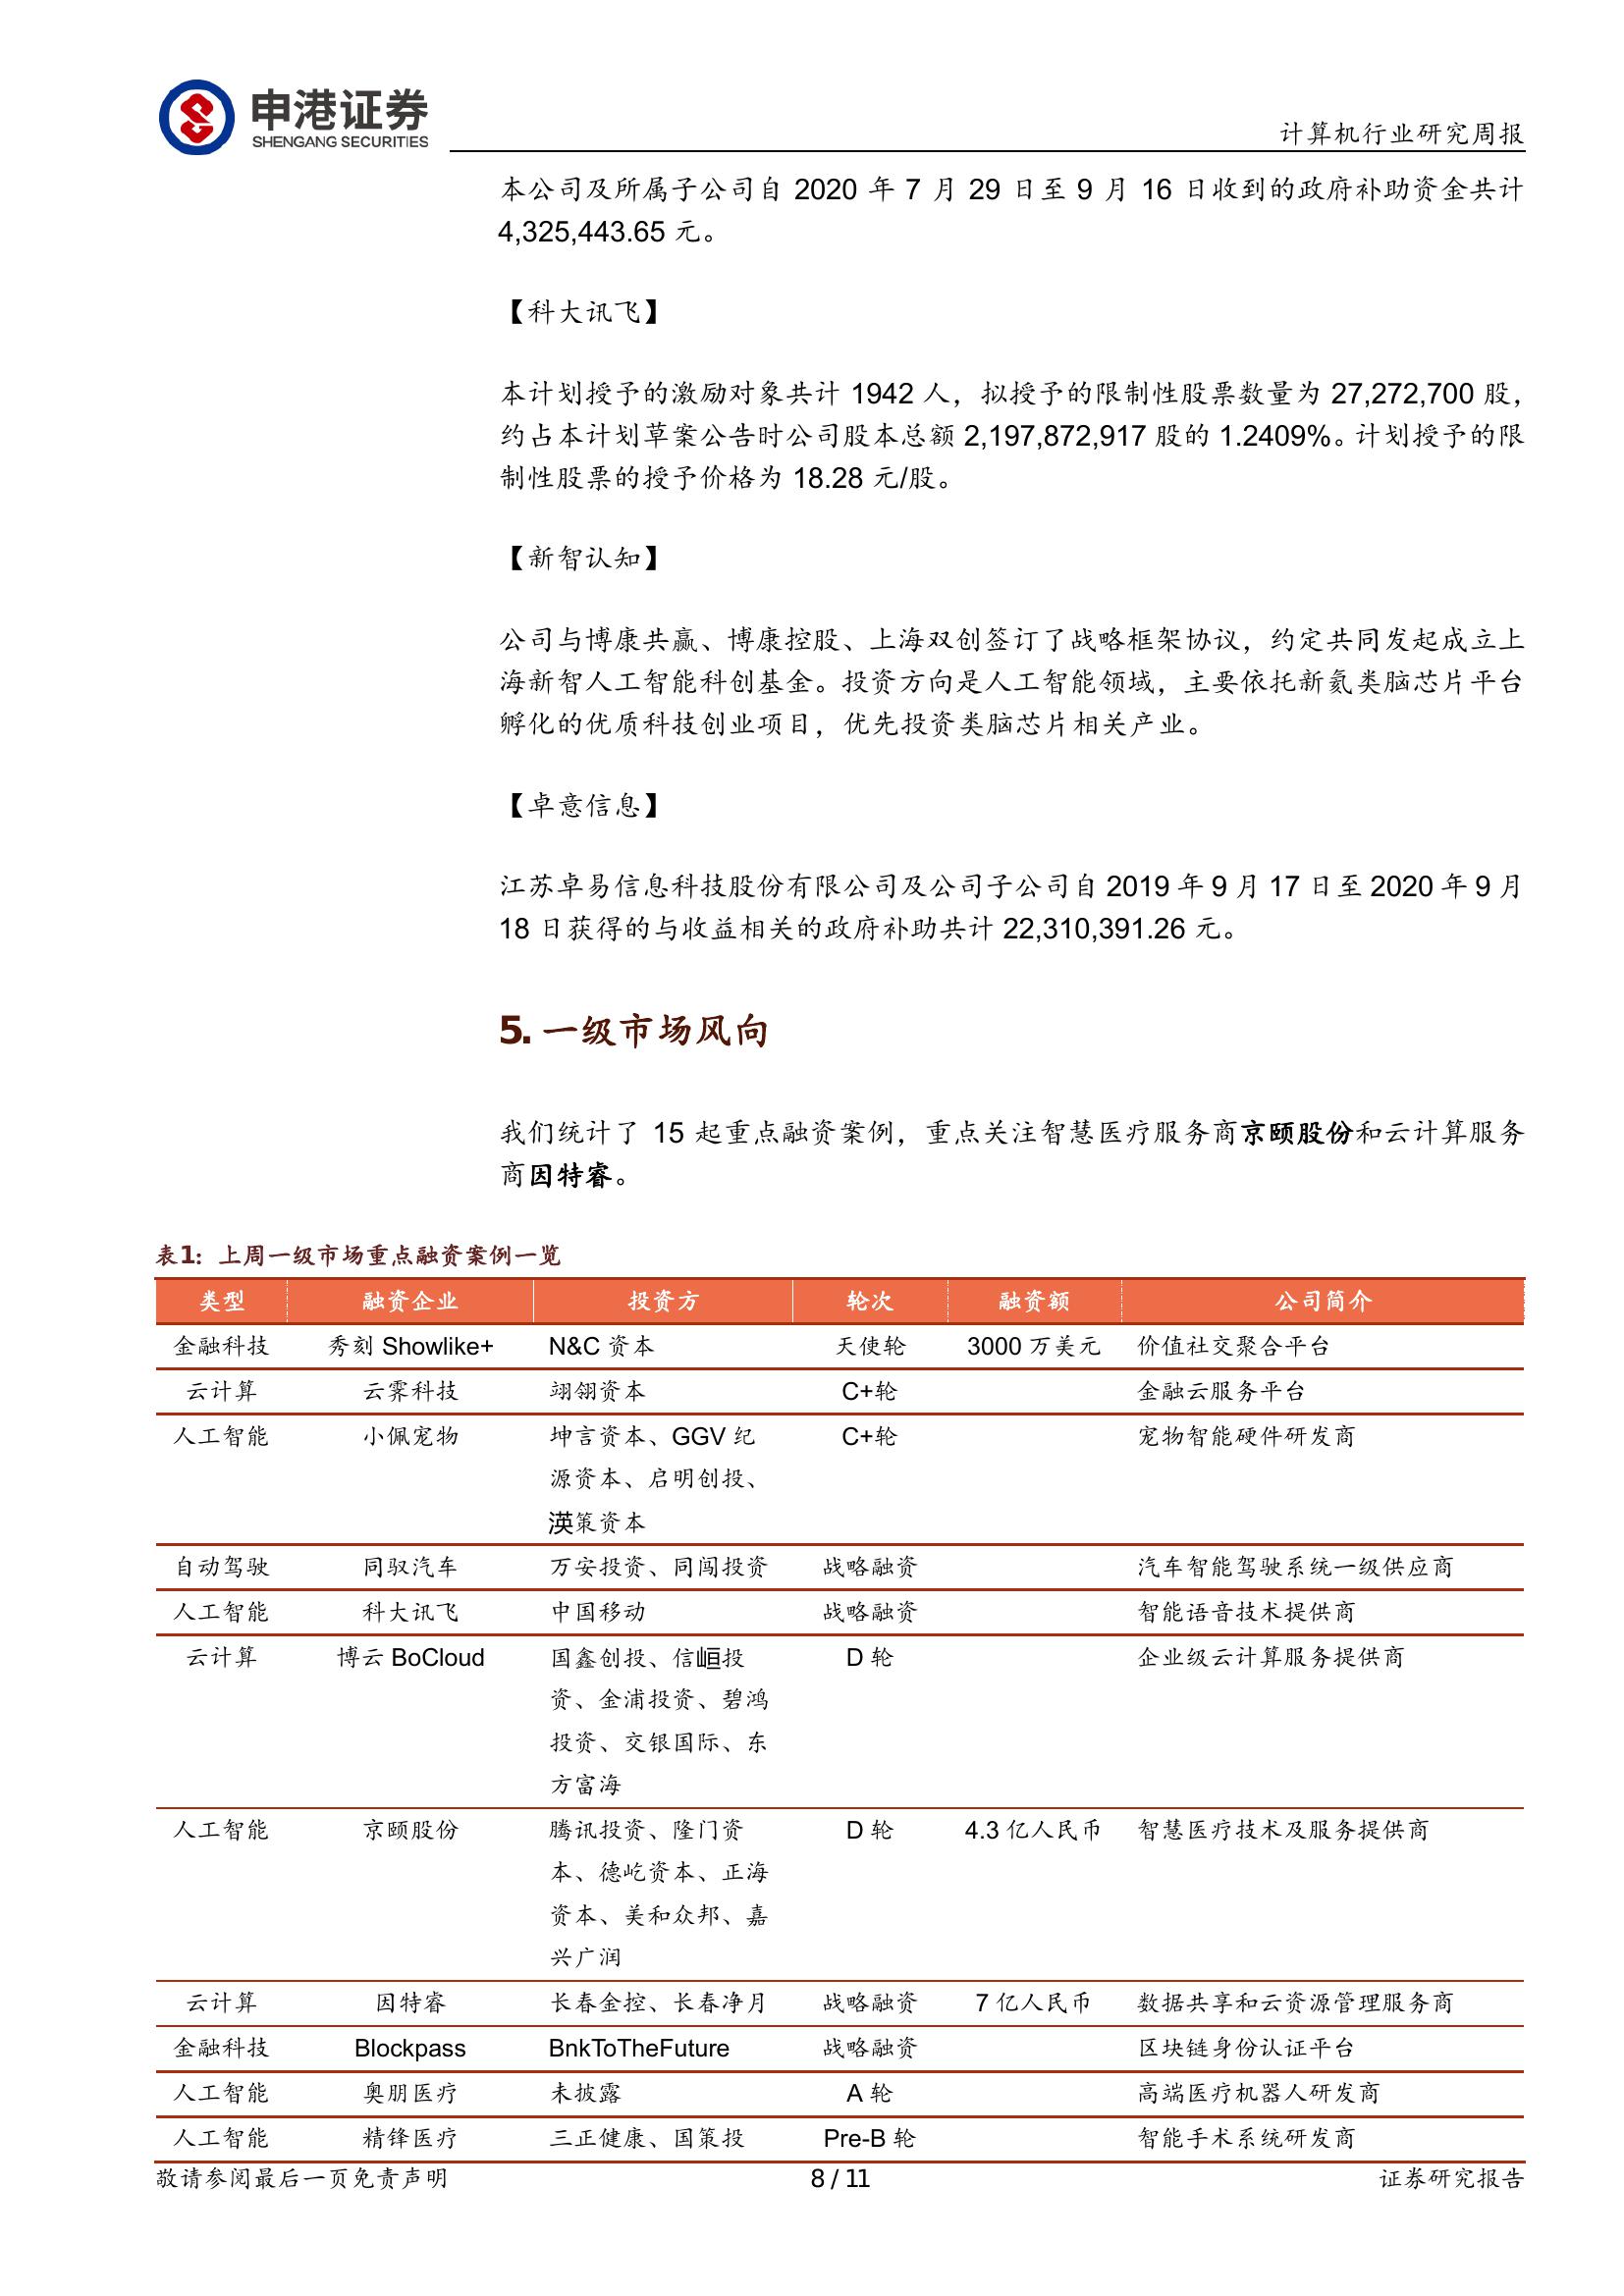 申港证券
SHENGANG SECURITIES
计算机行业研究周报
本公司及所属子公司自 2020 年 7 月 29 日至 9 月 16 日收到的政府补助资金共计
4,325,443.65 元。
【科大讯飞】
本计划授予的激励对象共计 1942 人，拟授予的限制性股票数量为 27,272,700 股，
约占本计划草案公告时公司股本总额 2,197,872,917 股的 1.2409%。计划授予的限
制性股票的授予价格为 18.28 元/股。
【新智认知】
公司与博康共赢、博康控股、上海双创签订了战略框架协议，约定共同发起成立上
海新智人工智能科创基金。投资方向是人工智能领域，主要依托新氦类脑芯片平台
孵化的优质科技创业项目，优先投资类脑芯片相关产业。
【卓意信息】
江苏卓易信息科技股份有限公司及公司子公司自 2019 年 9 月 17 日至 2020 年 9 月
18 日获得的与收益相关的政府补助共计 22,310,391.26 元。
5. 一级市场风向
我们统计了 15 起重点融资案例，重点关注智慧医疗服务商京颐股份和云计算服务
商因特睿。
表1：上周一级市场重点融资案例一览
类型 融资企业 投资方 轮次 融资额 公司简介
金融科技 秀刻 Showlike+ N&C 资本 天使轮 3000 万美元 价值社交聚合平台
云计算 云霁科技 翊翎资本 C+轮 金融云服务平台
人工智能 小佩宠物 坤言资本、GGV 纪 C+轮 宠物智能硬件研发商
源资本、启明创投、
渶策资本
自动驾驶 同驭汽车 万安投资、同闯投资 战略融资 汽车智能驾驶系统一级供应商
人工智能 科大讯飞 中国移动 战略融资 智能语音技术提供商
云计算 博云 BoCloud 国鑫创投、信峘投 D 轮 企业级云计算服务提供商
资、金浦投资、碧鸿
投资、交银国际、东
方富海
人工智能 京颐股份 腾讯投资、隆门资 D 轮 4.3 亿人民币 智慧医疗技术及服务提供商
本、德屹资本、正海
资本、美和众邦、嘉
兴广润
云计算 因特睿 长春金控、长春净月 战略融资 7 亿人民币 数据共享和云资源管理服务商
金融科技 Blockpass BnkToTheFuture 战略融资 区块链身份认证平台
人工智能 奥朋医疗 未披露 A 轮 高端医疗机器人研发商
人工智能 精锋医疗 三正健康、国策投 Pre-B 轮 智能手术系统研发商
敬请参阅最后一页免责声明 8 / 11 证券研究报告